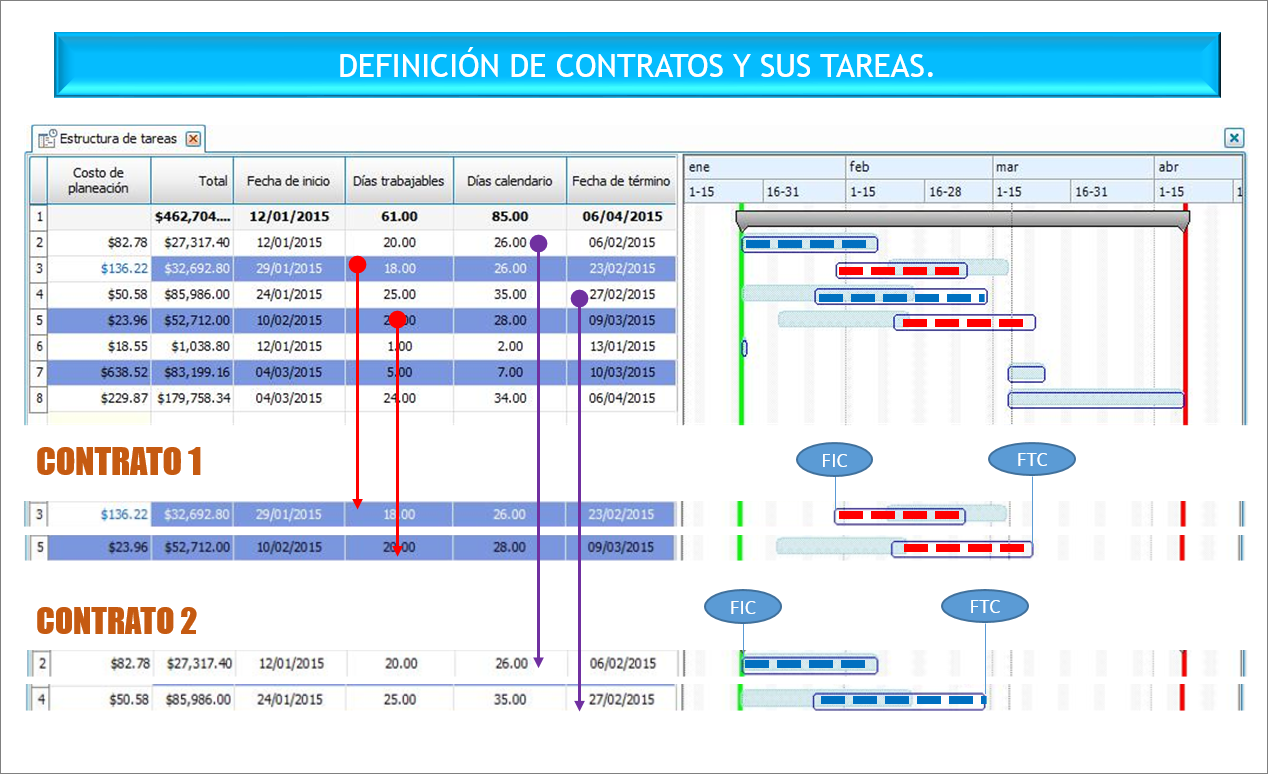 DEFINICIÓN DE CONTRATOS Y SUS TAREAS.
Estructura de tareas
Costo de planeación Total Fecha de inicio Días trabajables Días calendario Fecha de término ene feb mar abr
1-15 16-31 1-15 16-28 1-15 16-31 1-15 1
1 $462,704.... 12/01/2015 61.00 85.00 06/04/2015
2 $82.78 $27,317.40 12/01/2015 20.00 26.00 06/02/2015
3 $136.22 $32,692.80 29/01/2015 18.00 26.00 23/02/2015
4 $50.58 $85,986.00 24/01/2015 25.00 35.00 27/02/2015
5 $23.96 $52,712.00 10/02/2015 20.00 28.00 09/03/2015
6 $18.55 $1,038.80 12/01/2015 1.00 2.00 13/01/2015
7 $638.52 $83,199.16 04/03/2015 5.00 7.00 10/03/2015
8 $229.87 $179,758.34 04/03/2015 24.00 34.00 06/04/2015
CONTRATO 1 FIC FTC
3 $136.22 $32,692.80 29/01/2015 18.00 26.00 23/02/2015
5 $23.96 $52,712.00 10/02/2015 20.00 28.00 09/03/2015
CONTRATO 2 FIC FTC
2 $82.78 $27,317.40 12/01/2015 20.00 26.00 06/02/2015
4 $50.58 $85,986.00 24/01/2015 25.00 35.00 27/02/2015